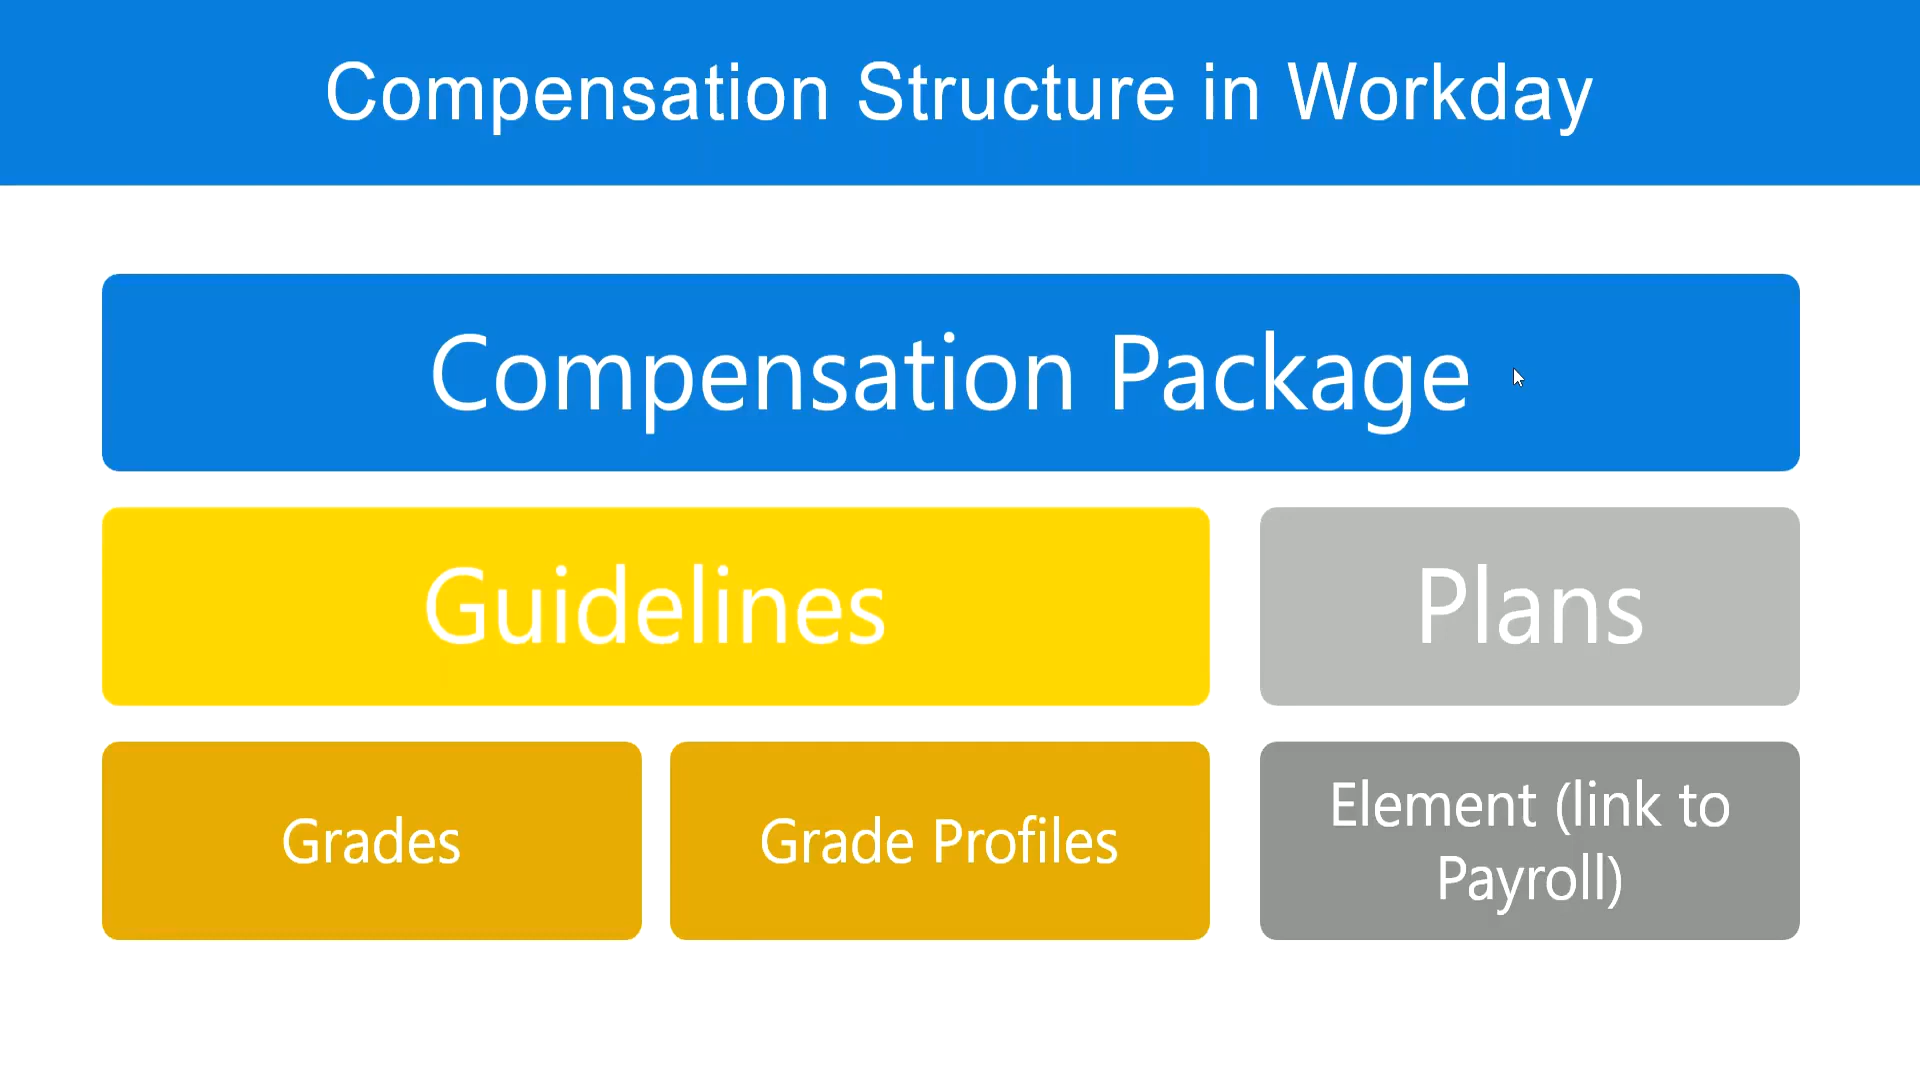 Compensation Structure in Workday
Compensation Package
Guidelines
Plans
Grades
Grade Profiles
Element (link to
Payroll)